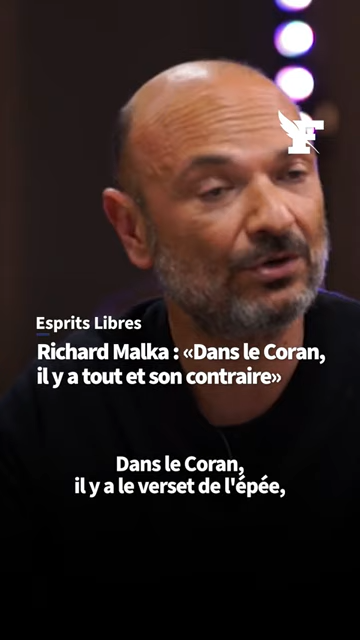 Esprits Libres
Richard Malka : «Dans le Coran,
il y a tout et son contraire»
Dans le Coran,
il y a le verset de l'épée,